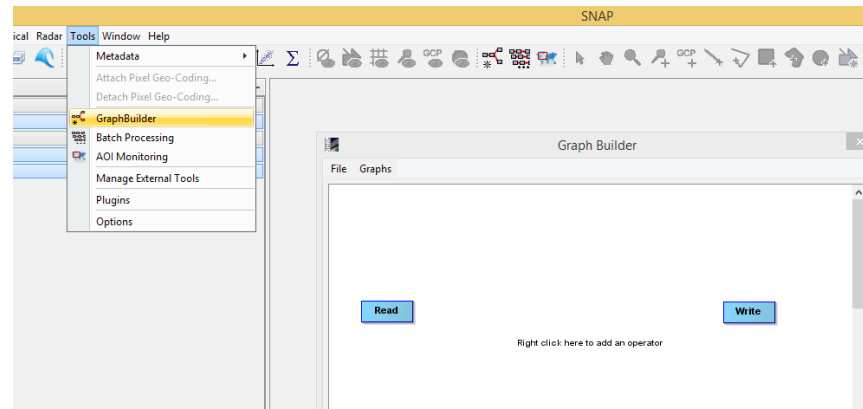 SNAP
ical Radar Tools Window Help
Metadata
Attach Pixel Geo-Coding...
Detach Pixel Geo-Coding...
GraphBuilder
Batch Processing
AOI Monitoring
Manage External Tools
Plugins
Options
GCP
GCP
Graph Builder
File Graphs
Read
Write
Right click here to add an operator